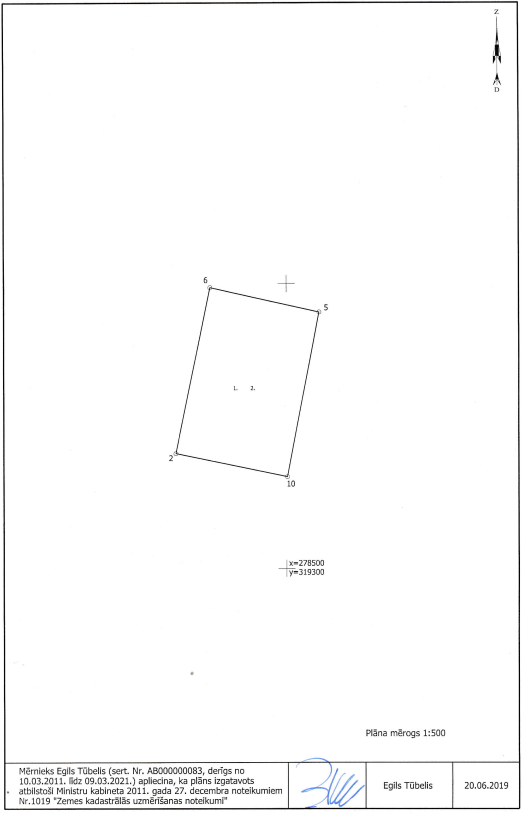 Z
D
6
5
1. 2.
2
10
x=278500
y=319300
Plāna mērogs 1:500
Mērnieks Egils Tūbelis (sert. Nr. AB000000083, derīgs no
10.03.2011. līdz 09.03.2021.) apliecina, ka plāns izgatavots
atbilstoši Ministru kabineta 2011. gada 27. decembra noteikumiem
Nr.1019 "Zemes kadastrālās uzmērīšanas noteikumi"
Egils Tūbelis
20.06.2019